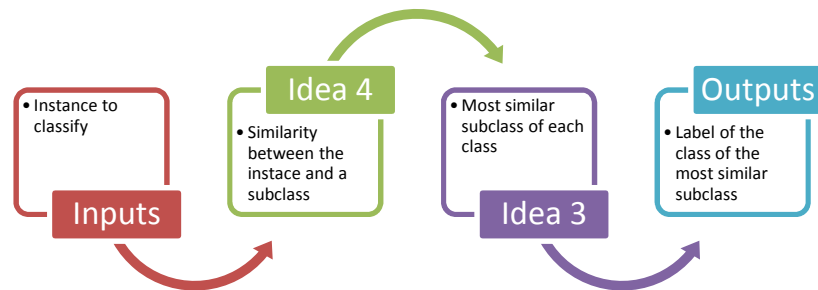 • Instance to
classify
Inputs
Idea 4
• Similarity
between the
instace and a
subclass
• Most similar
subclass of each
class
Idea 3
Outputs
• Label of the
class of the
most similar
subclass